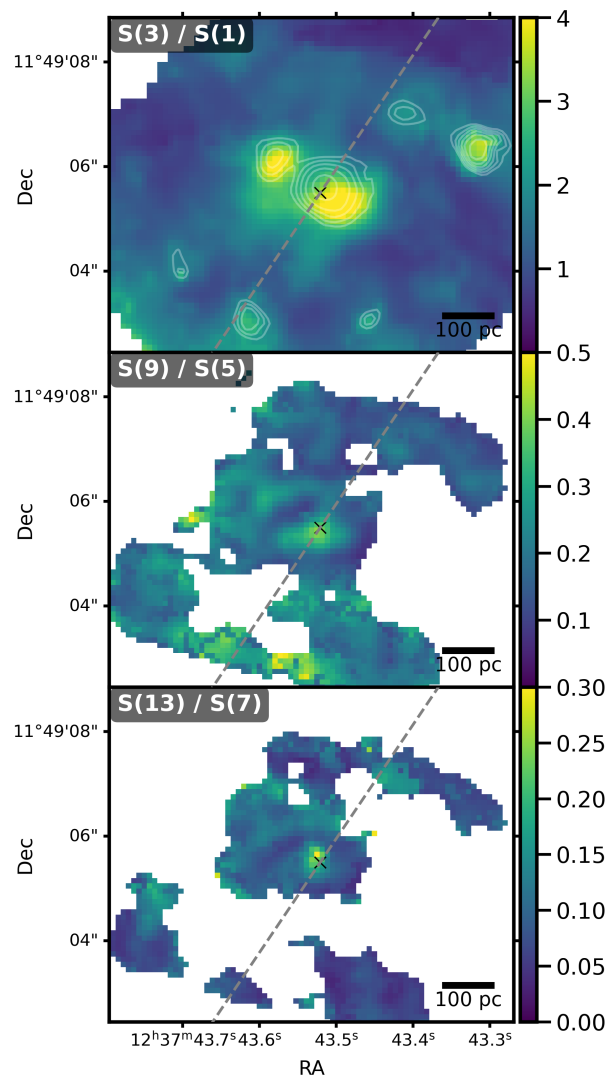 S(3) / S(1)
4
3
2
1
11°49'08"
06"
04"
Dec
100 pc
S(9) / S(5)
0.5
0.4
0.3
0.2
0.1
11°49'08"
06"
04"
Dec
100 pc
S(13) / S(7)
0.30
0.25
0.20
0.15
0.10
0.05
0.00
11°49'08"
06"
04"
Dec
100 pc
12ʰ37ᵐ43.7ˢ 43.6ˢ 43.5ˢ 43.4ˢ 43.3ˢ
RA